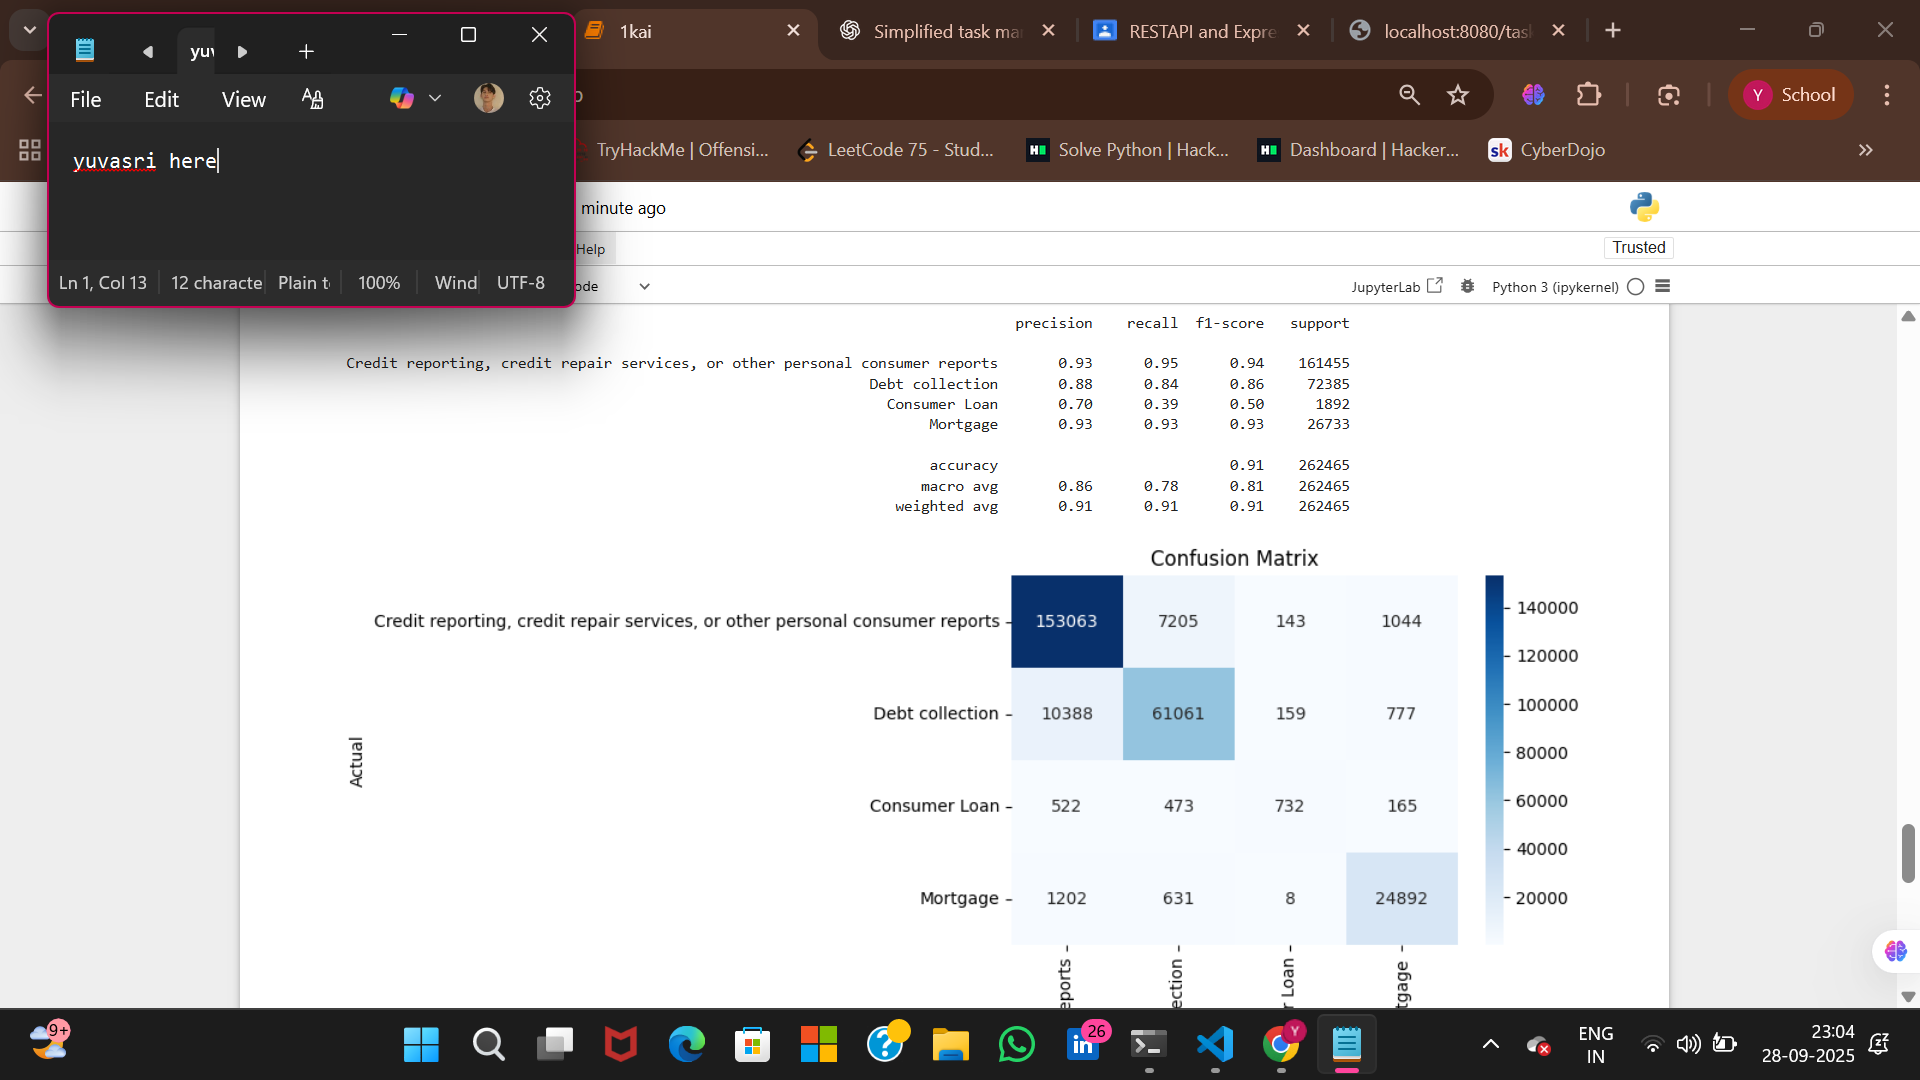 yuv
1kai
Simplified task ma
RESTAPI and Expre
localhost:8080/tas
File Edit View
Y School
TryHackMe | Offensi...
LeetCode 75 - Stud...
Solve Python | Hack...
Dashboard | Hacker...
sk CyberDojo
yuvasri here
minute ago
Help
Trusted
Ln 1, Col 13 12 characte Plain t 100% Wind UTF-8
ode
JupyterLab
Python 3 (ipykernel)
precision recall f1-score support
Credit reporting, credit repair services, or other personal consumer reports 0.93 0.95 0.94 161455
Debt collection 0.88 0.84 0.86 72385
Consumer Loan 0.70 0.39 0.50 1892
Mortgage 0.93 0.93 0.93 26733
accuracy 0.91 262465
macro avg 0.86 0.78 0.81 262465
weighted avg 0.91 0.91 0.91 262465
Confusion Matrix
Credit reporting, credit repair services, or other personal consumer reports 153063 7205 143 1044
Debt collection 10388 61061 159 777
Consumer Loan 522 473 732 165
Mortgage 1202 631 8 24892
Actual
140000
120000
100000
80000
60000
40000
20000
eports
ection
r Loan
tgage
9+
26
Y
ENG
IN
23:04
28-09-2025